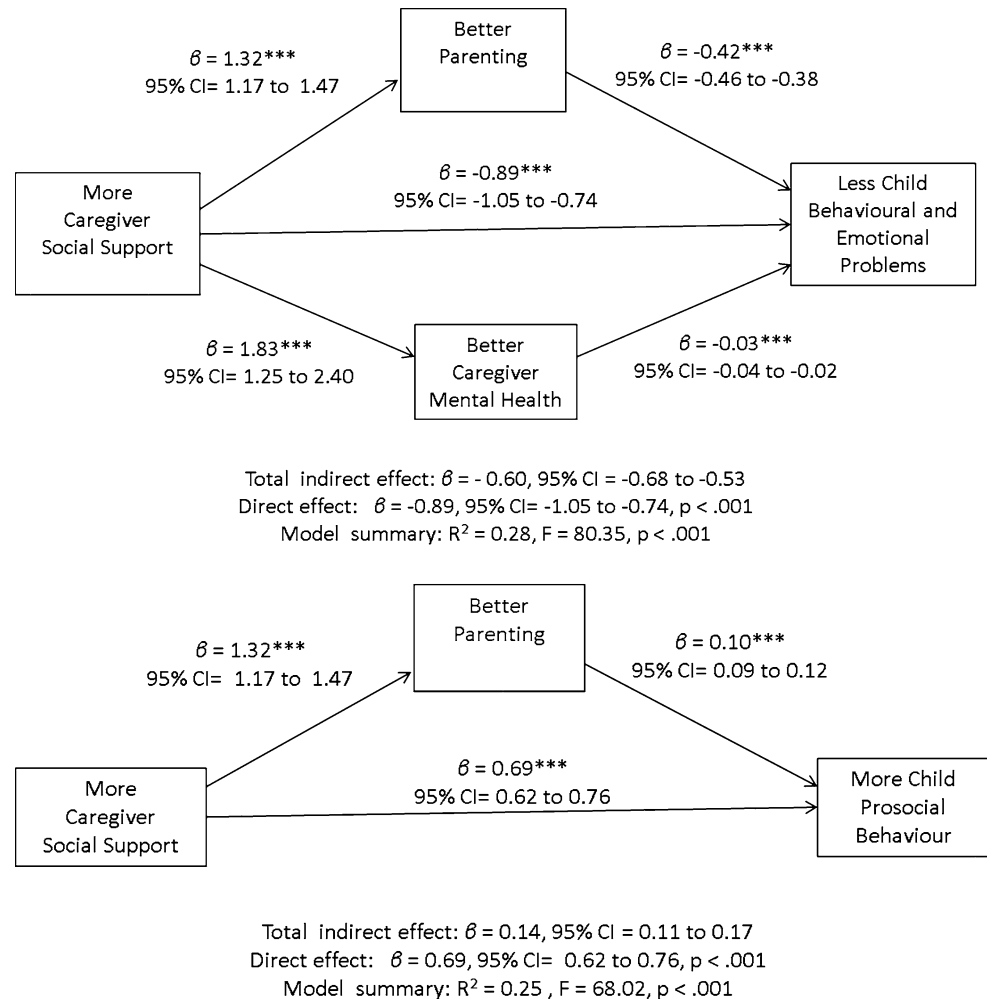 Better
Parenting
β = 1.32***
95% CI= 1.17 to 1.47
β = -0.42***
95% CI= -0.46 to -0.38
More
Caregiver
Social Support
β = -0.89***
95% CI= -1.05 to -0.74
Less Child
Behavioural and
Emotional
Problems
β = 1.83***
95% CI= 1.25 to 2.40
Better
Caregiver
Mental Health
β = -0.03***
95% CI= -0.04 to -0.02
Total indirect effect: β = - 0.60, 95% CI = -0.68 to -0.53
Direct effect: β = -0.89, 95% CI= -1.05 to -0.74, p < .001
Model summary: R² = 0.28, F = 80.35, p < .001
Better
Parenting
β = 1.32***
95% CI= 1.17 to 1.47
β = 0.10***
95% CI= 0.09 to 0.12
More
Caregiver
Social Support
β = 0.69***
95% CI= 0.62 to 0.76
More Child
Prosocial
Behaviour
Total indirect effect: β = 0.14, 95% CI = 0.11 to 0.17
Direct effect: β = 0.69, 95% CI= 0.62 to 0.76, p < .001
Model summary: R² = 0.25 , F = 68.02, p < .001